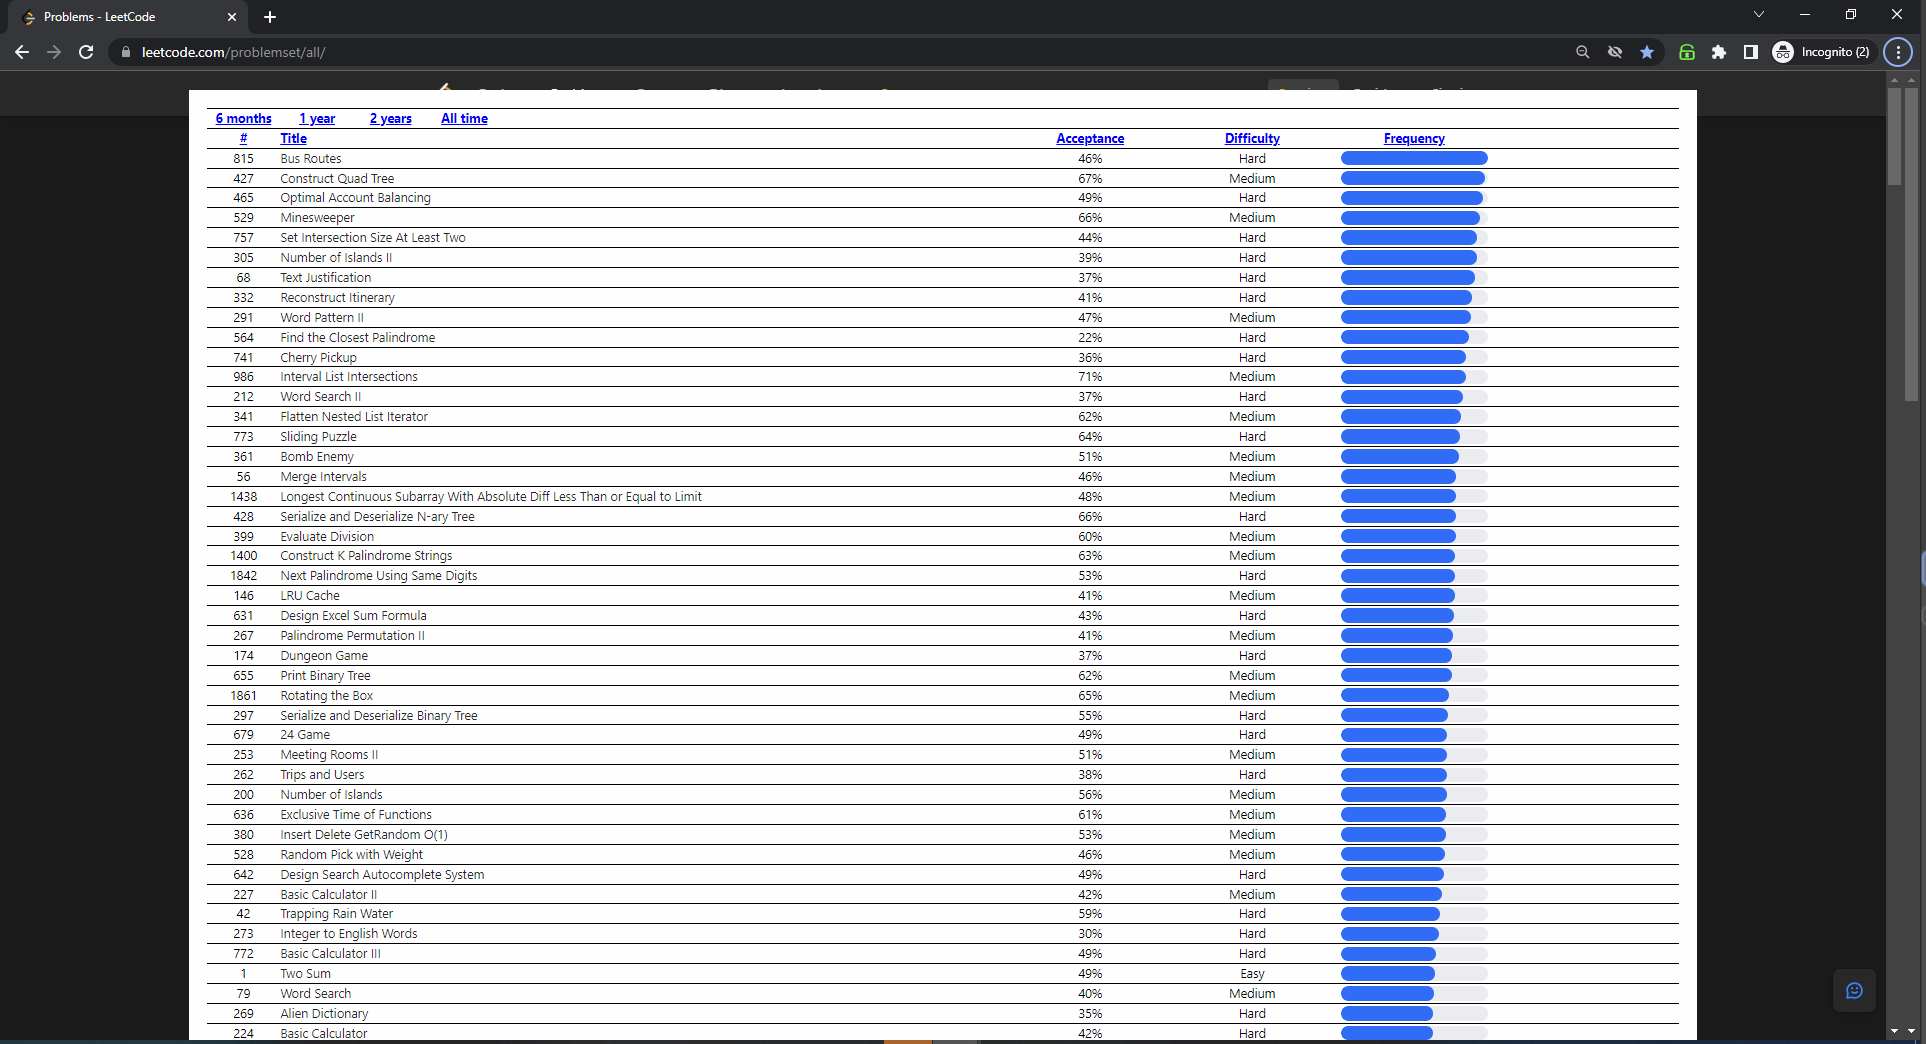 Problems - LeetCode
leetcode.com/problemset/all/
Incognito (2)
6 months 1 year 2 years All time
# Title Acceptance Difficulty Frequency
815 Bus Routes 46% Hard
427 Construct Quad Tree 67% Medium
465 Optimal Account Balancing 49% Hard
529 Minesweeper 66% Medium
757 Set Intersection Size At Least Two 44% Hard
305 Number of Islands II 39% Hard
68 Text Justification 37% Hard
332 Reconstruct Itinerary 41% Hard
291 Word Pattern II 47% Medium
564 Find the Closest Palindrome 22% Hard
741 Cherry Pickup 36% Hard
986 Interval List Intersections 71% Medium
212 Word Search II 37% Hard
341 Flatten Nested List Iterator 62% Medium
773 Sliding Puzzle 64% Hard
361 Bomb Enemy 51% Medium
56 Merge Intervals 46% Medium
1438 Longest Continuous Subarray With Absolute Diff Less Than or Equal to Limit 48% Medium
428 Serialize and Deserialize N-ary Tree 66% Hard
399 Evaluate Division 60% Medium
1400 Construct K Palindrome Strings 63% Medium
1842 Next Palindrome Using Same Digits 53% Hard
146 LRU Cache 41% Medium
631 Design Excel Sum Formula 43% Hard
267 Palindrome Permutation II 41% Medium
174 Dungeon Game 37% Hard
655 Print Binary Tree 62% Medium
1861 Rotating the Box 65% Medium
297 Serialize and Deserialize Binary Tree 55% Hard
679 24 Game 49% Hard
253 Meeting Rooms II 51% Medium
262 Trips and Users 38% Hard
200 Number of Islands 56% Medium
636 Exclusive Time of Functions 61% Medium
380 Insert Delete GetRandom O(1) 53% Medium
528 Random Pick with Weight 46% Medium
642 Design Search Autocomplete System 49% Hard
227 Basic Calculator II 42% Medium
42 Trapping Rain Water 59% Hard
273 Integer to English Words 30% Hard
772 Basic Calculator III 49% Hard
1 Two Sum 49% Easy
79 Word Search 40% Medium
269 Alien Dictionary 35% Hard
224 Basic Calculator 42% Hard